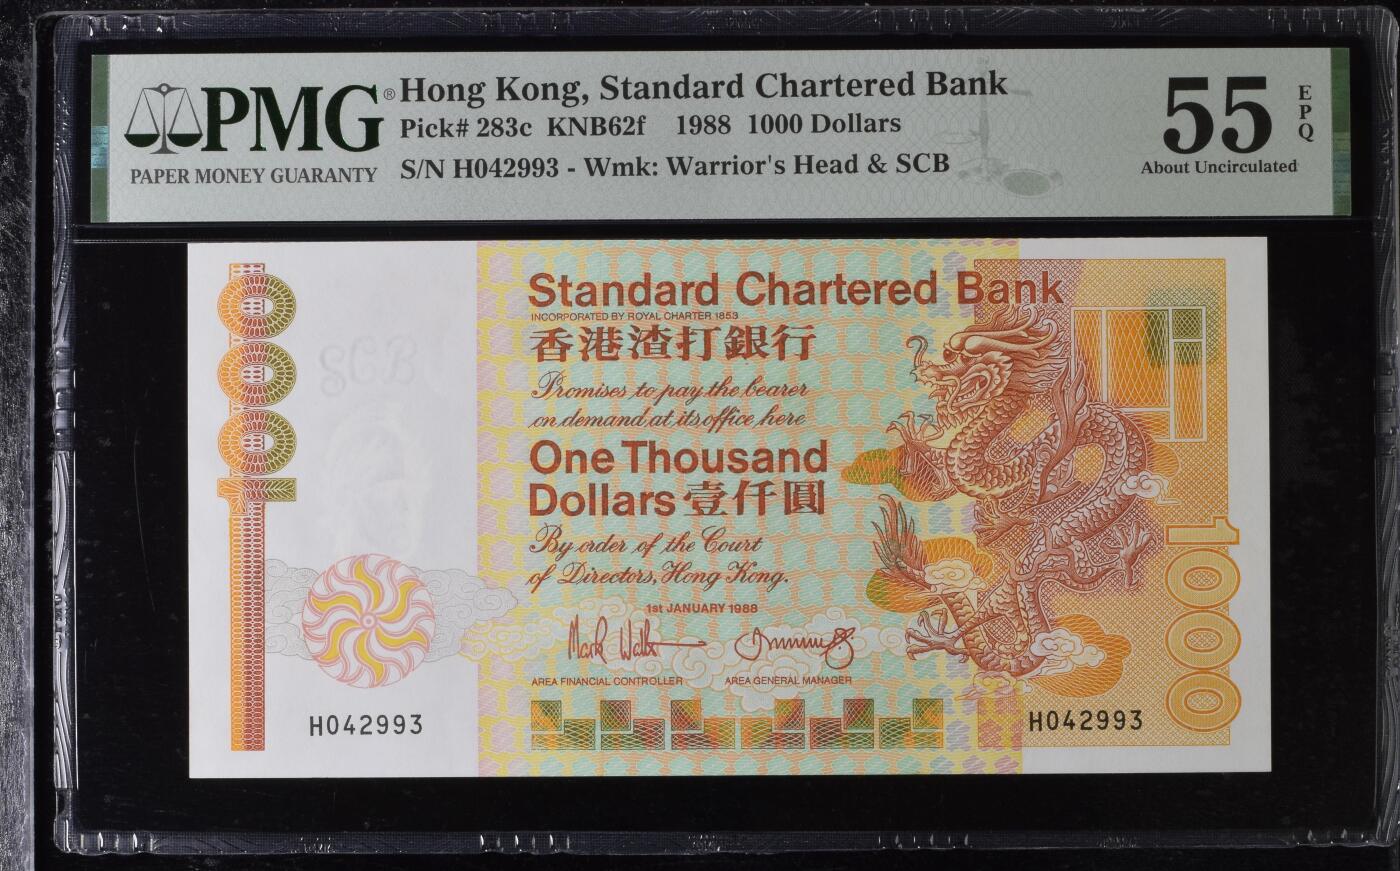 PMG®
PAPER MONEY GUARANTY
Hong Kong, Standard Chartered Bank
Pick# 283c KNB62f 1988 1000 Dollars
S/N H042993 - Wmk: Warrior's Head & SCB
55
EPQ
About Uncirculated
1000
SCB
Standard Chartered Bank
INCORPORATED BY ROYAL CHARTER 1853
香港渣打銀行
Promises to pay the bearer
on demand at its office here
One Thousand
Dollars 壹仟圓
By order of the Court
of Directors, Hong Kong.
1st JANUARY 1988
AREA FINANCIAL CONTROLLER AREA GENERAL MANAGER
H042993 H042993
1000